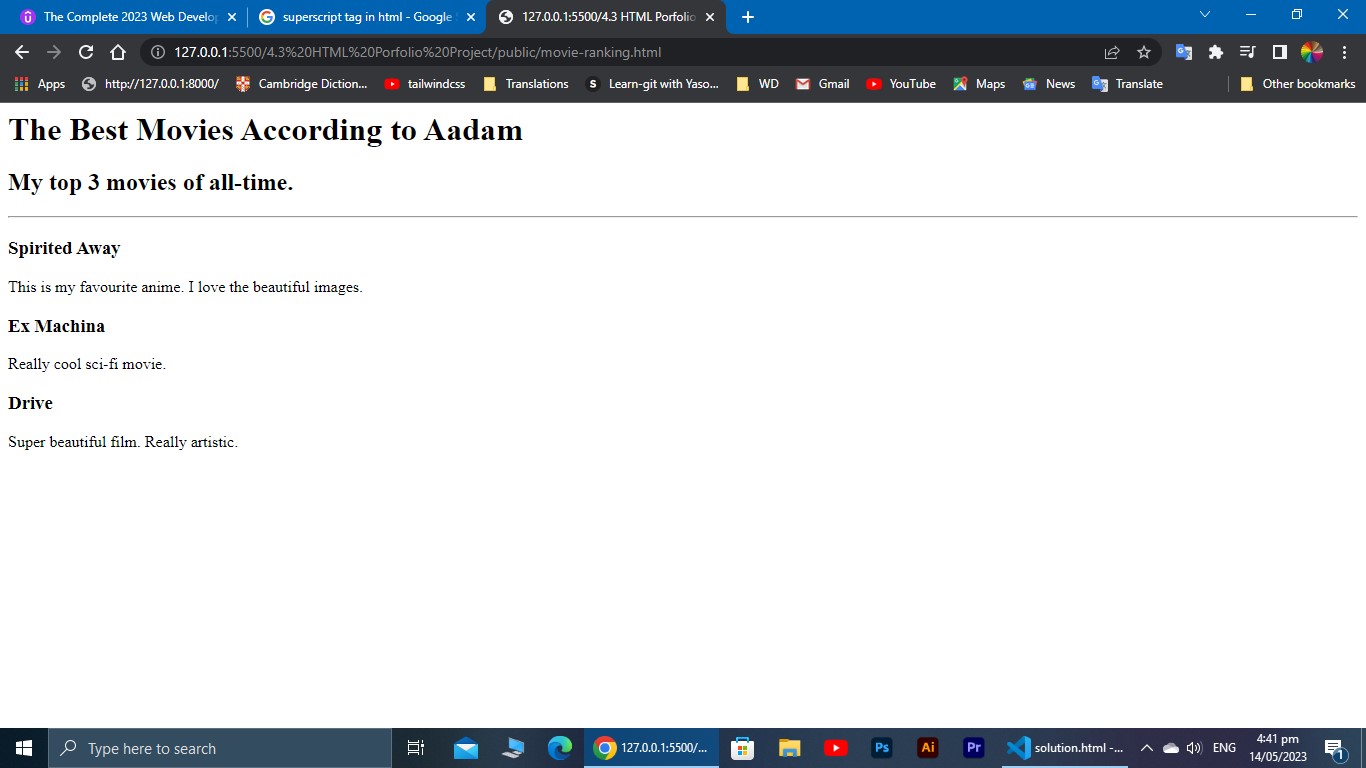 The Complete 2023 Web Develop
superscript tag in html - Google S
127.0.0.1:5500/4.3 HTML Porfolio
127.0.0.1:5500/4.3%20HTML%20Porfolio%20Project/public/movie-ranking.html
Apps http://127.0.0.1:8000/ Cambridge Diction... tailwindcss Translations S Learn-git with Yaso... WD Gmail YouTube Maps News Translate Other bookmarks
The Best Movies According to Aadam
My top 3 movies of all-time.
Spirited Away
This is my favourite anime. I love the beautiful images.
Ex Machina
Really cool sci-fi movie.
Drive
Super beautiful film. Really artistic.
Type here to search 127.0.0.1:5500/... Ps Ai Pr solution.html -... ENG
4:41 pm
14/05/2023
1